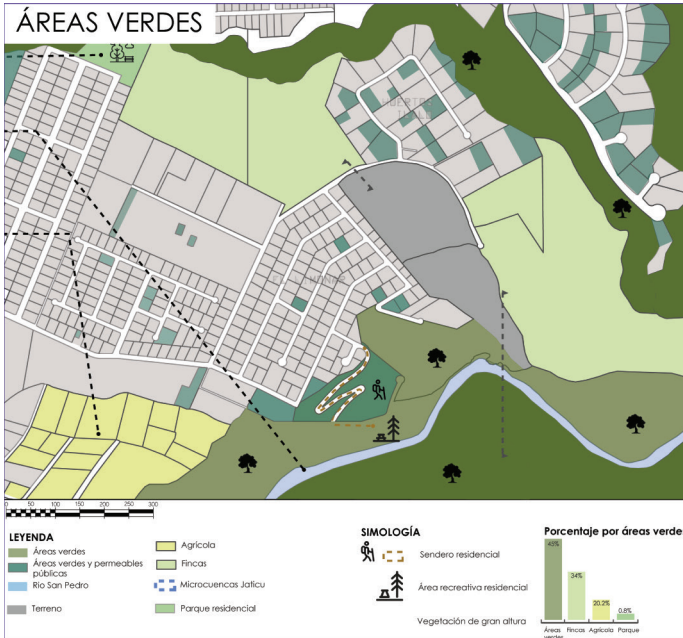 ÁREAS VERDES
0 50 100 150 200 250 300
LEYENDA
Áreas verdes
Áreas verdes y permeables
públicas
Río San Pedro
Terreno
Agrícola
Fincas
Microcuencas Jaticu
Parque residencial
SIMOLOGÍA
Sendero residencial
Área recreativa residencial
Vegetación de gran altura
Porcentaje por áreas verdes
45%
34%
20.2%
0.8%
Áreas
verdes
Fincas
Agrícola
Parque